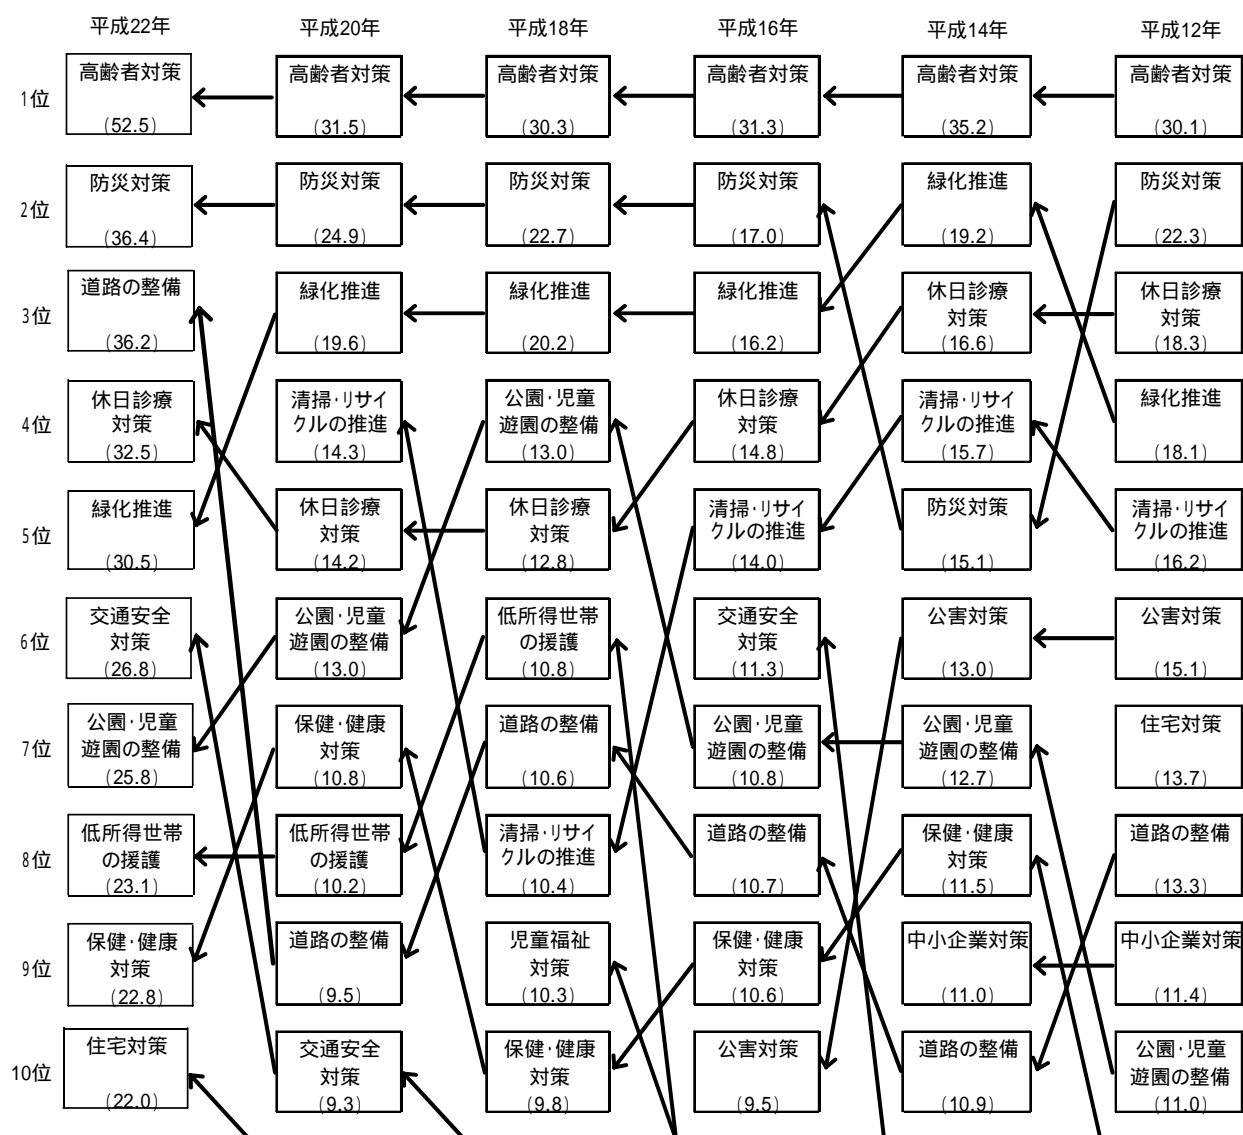 平成22年 平成20年 平成18年 平成16年 平成14年 平成12年
1位
高齢者対策
(52.5)
高齢者対策
(31.5)
高齢者対策
(30.3)
高齢者対策
(31.3)
高齢者対策
(35.2)
高齢者対策
(30.1)
2位
防災対策
(36.4)
防災対策
(24.9)
防災対策
(22.7)
防災対策
(17.0)
緑化推進
(19.2)
防災対策
(22.3)
3位
道路の整備
(36.2)
緑化推進
(19.6)
緑化推進
(20.2)
緑化推進
(16.2)
休日診療
対策
(16.6)
休日診療
対策
(18.3)
4位
休日診療
対策
(32.5)
清掃･リサイ
クルの推進
(14.3)
公園･児童
遊園の整備
(13.0)
休日診療
対策
(14.8)
清掃･リサイ
クルの推進
(15.7)
緑化推進
(18.1)
5位
緑化推進
(30.5)
休日診療
対策
(14.2)
休日診療
対策
(12.8)
清掃･リサイ
クルの推進
(14.0)
防災対策
(15.1)
清掃･リサイ
クルの推進
(16.2)
6位
交通安全
対策
(26.8)
公園･児童
遊園の整備
(13.0)
低所得世帯
の援護
(10.8)
交通安全
対策
(11.3)
公害対策
(13.0)
公害対策
(15.1)
7位
公園･児童
遊園の整備
(25.8)
保健･健康
対策
(10.8)
道路の整備
(10.6)
公園･児童
遊園の整備
(10.8)
公園･児童
遊園の整備
(12.7)
住宅対策
(13.7)
8位
低所得世帯
の援護
(23.1)
低所得世帯
の援護
(10.2)
清掃･リサイ
クルの推進
(10.4)
道路の整備
(10.7)
保健･健康
対策
(11.5)
道路の整備
(13.3)
9位
保健･健康
対策
(22.8)
道路の整備
(9.5)
児童福祉
対策
(10.3)
保健･健康
対策
(10.6)
中小企業対策
(11.0)
中小企業対策
(11.4)
10位
住宅対策
(22.0)
交通安全
対策
(9.3)
保健･健康
対策
(9.8)
公害対策
(9.5)
道路の整備
(10.9)
公園･児童
遊園の整備
(11.0)